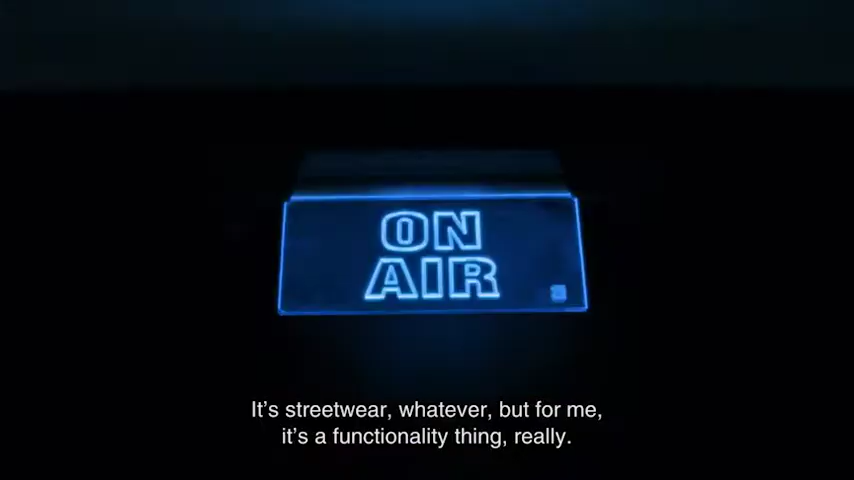 ON
AIR
It’s streetwear, whatever, but for me,
it’s a functionality thing, really.